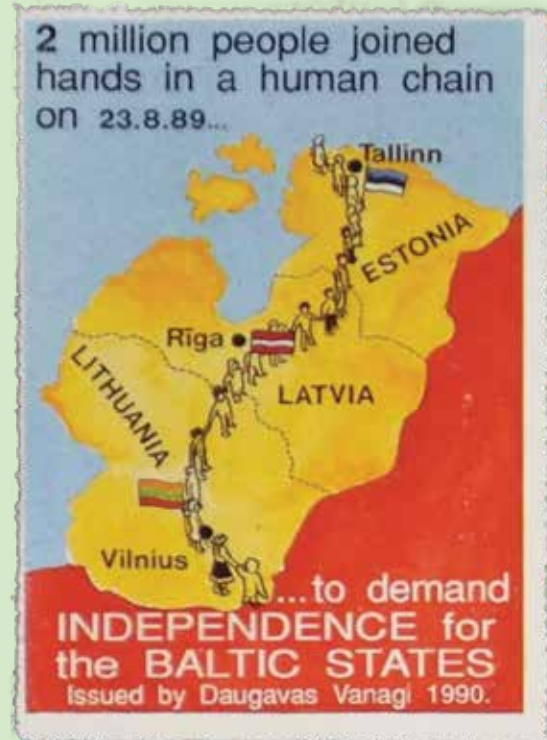 2 million people joined
hands in a human chain
on 23.8.89...
Tallinn
ESTONIA
Rīga
LATVIA
LITHUANIA
Vilnius
...to demand
INDEPENDENCE for
the BALTIC STATES
Issued by Daugavas Vanagi 1990.